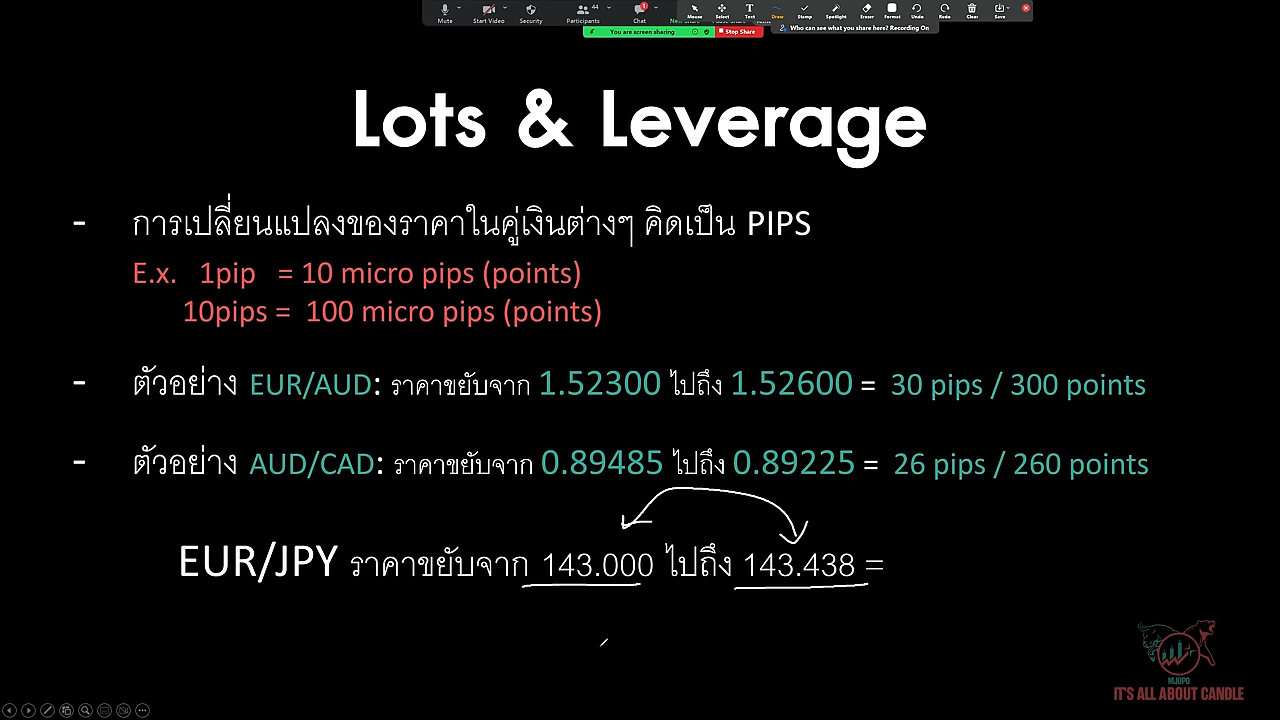 Mute Start Video Security Participants 44 Chat 1
Mouse Select Text Draw Stamp Spotlight Eraser Format Undo Redo Clear Save
You are screen sharing Stop Share Who can see what you share here? Recording On
Lots & Leverage
- การเปลี่ยนแปลงของราคาในคู่เงินต่างๆ คิดเป็น PIPS
E.x. 1pip = 10 micro pips (points)
10pips = 100 micro pips (points)
- ตัวอย่าง EUR/AUD: ราคาขยับจาก 1.52300 ไปถึง 1.52600 = 30 pips / 300 points
- ตัวอย่าง AUD/CAD: ราคาขยับจาก 0.89485 ไปถึง 0.89225 = 26 pips / 260 points
EUR/JPY ราคาขยับจาก 143.000 ไปถึง 143.438 =
MJOPO
IT'S ALL ABOUT CANDLE